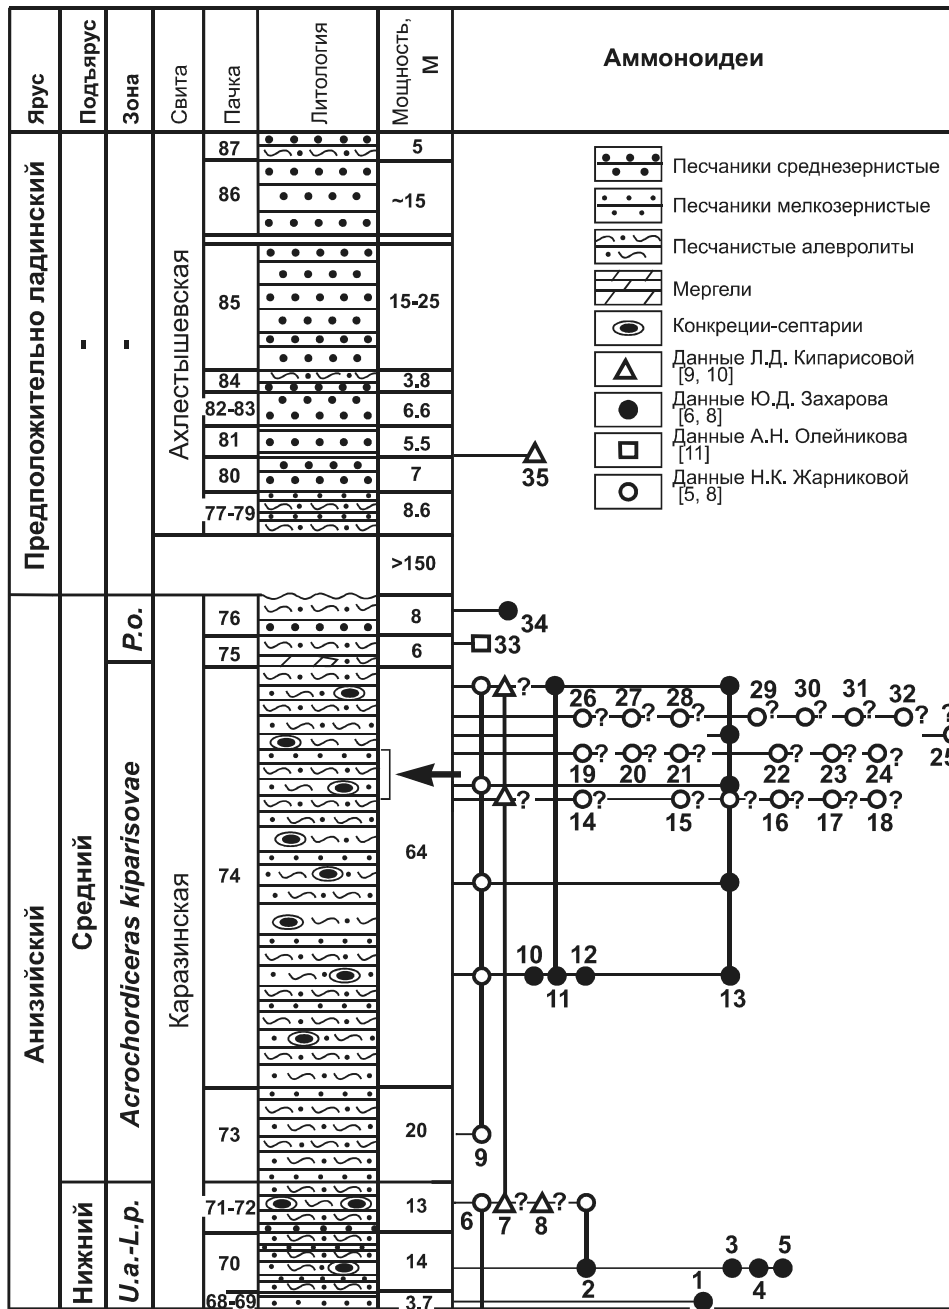 Ярус Подъярус Зона Свита Пачка Литология Мощность, М Аммоноидеи
Предположительно ладинский - - Ахлестышевская
87 5
86 ~15
85 15-25
84 3.8
82-83 6.6
81 5.5
80 7
77-79 8.6
>150
35
Песчаники среднезернистые
Песчаники мелкозернистые
Песчанистые алевролиты
Мергели
Конкреции-септарии
Данные Л.Д. Кипарисовой
[9, 10]
Данные Ю.Д. Захарова
[6, 8]
Данные А.Н. Олейникова
[11]
Данные Н.К. Жарниковой
[5, 8]
Анизийский
Средний
Нижний
P.o.
Acrochordiceras kiparisovae
U.a.-L.p.
Каразинская
76 8 34
75 6 33
74 64
?
26 27 28 29 30 31 32
? ? ? ? ? ? ? ?
25
? ? ? ? ? ?
19 20 21 22 23 24
? ? ? ? ? ?
14 15 16 17 18
10 12
11 13
73 20 9
71-72 13 6 ? ?
7 8
70 14 3 5
2 4
68-69 3.7 1